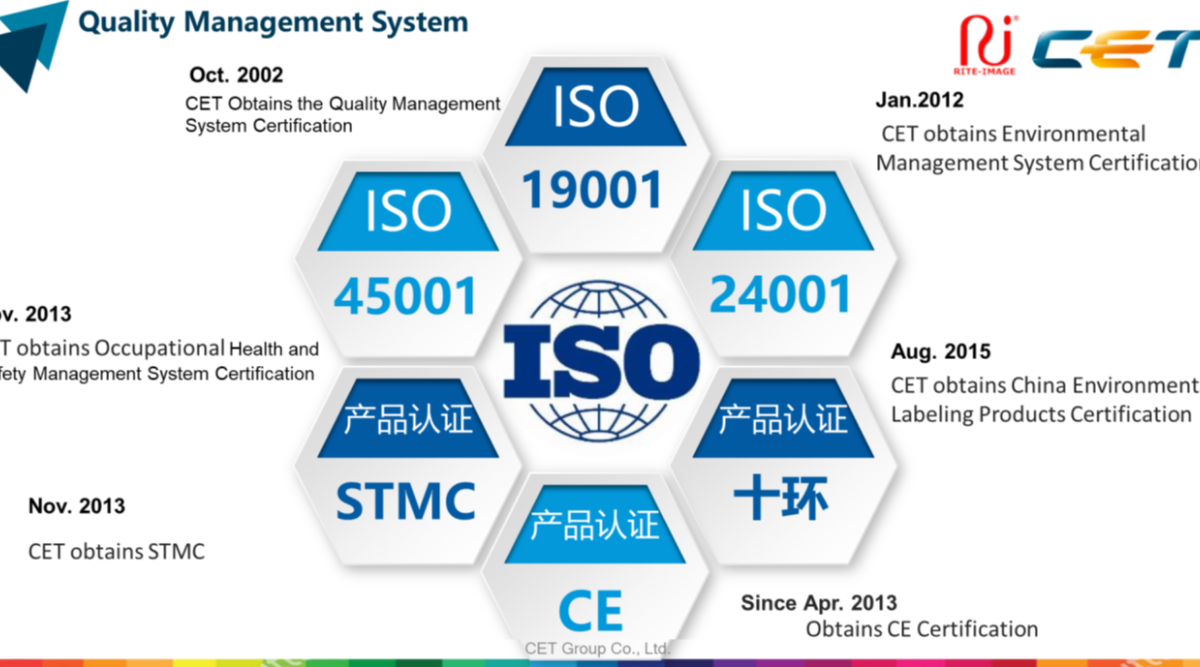 Quality Management System
RITE-IMAGE
CET
Oct. 2002
CET Obtains the Quality Management
System Certification
ISO
19001
Jan.2012
CET obtains Environmental
Management System Certificatio
ISO
45001
ISO
24001
ISO
v. 2013
T obtains Occupational Health and
fety Management System Certification
Aug. 2015
CET obtains China Environment
Labeling Products Certification
产品认证
STMC
产品认证
十环
Nov. 2013
CET obtains STMC
产品认证
CE
Since Apr. 2013
Obtains CE Certification
CET Group Co., Ltd.